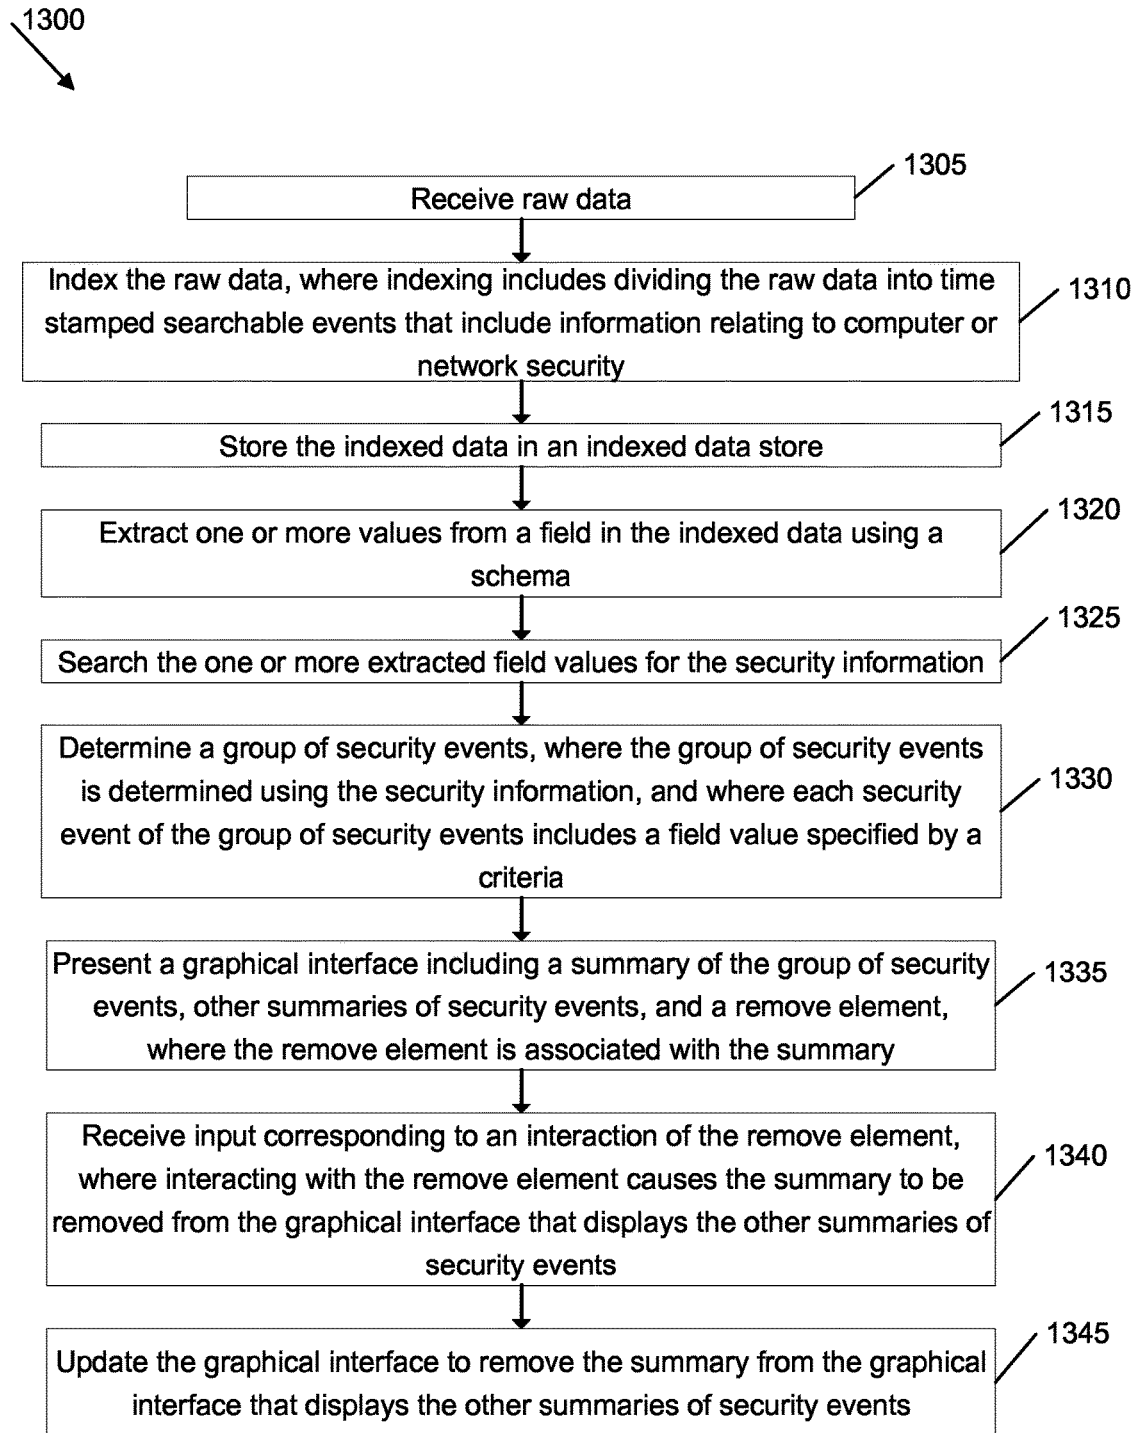 1300
1305
Receive raw data
Index the raw data, where indexing includes dividing the raw data into time
stamped searchable events that include information relating to computer or
network security
1310
1315
Store the indexed data in an indexed data store
1320
Extract one or more values from a field in the indexed data using a
schema
1325
Search the one or more extracted field values for the security information
Determine a group of security events, where the group of security events
is determined using the security information, and where each security
event of the group of security events includes a field value specified by a
criteria
1330
Present a graphical interface including a summary of the group of security
events, other summaries of security events, and a remove element,
where the remove element is associated with the summary
1335
Receive input corresponding to an interaction of the remove element,
where interacting with the remove element causes the summary to be
removed from the graphical interface that displays the other summaries of
security events
1340
1345
Update the graphical interface to remove the summary from the graphical
interface that displays the other summaries of security events